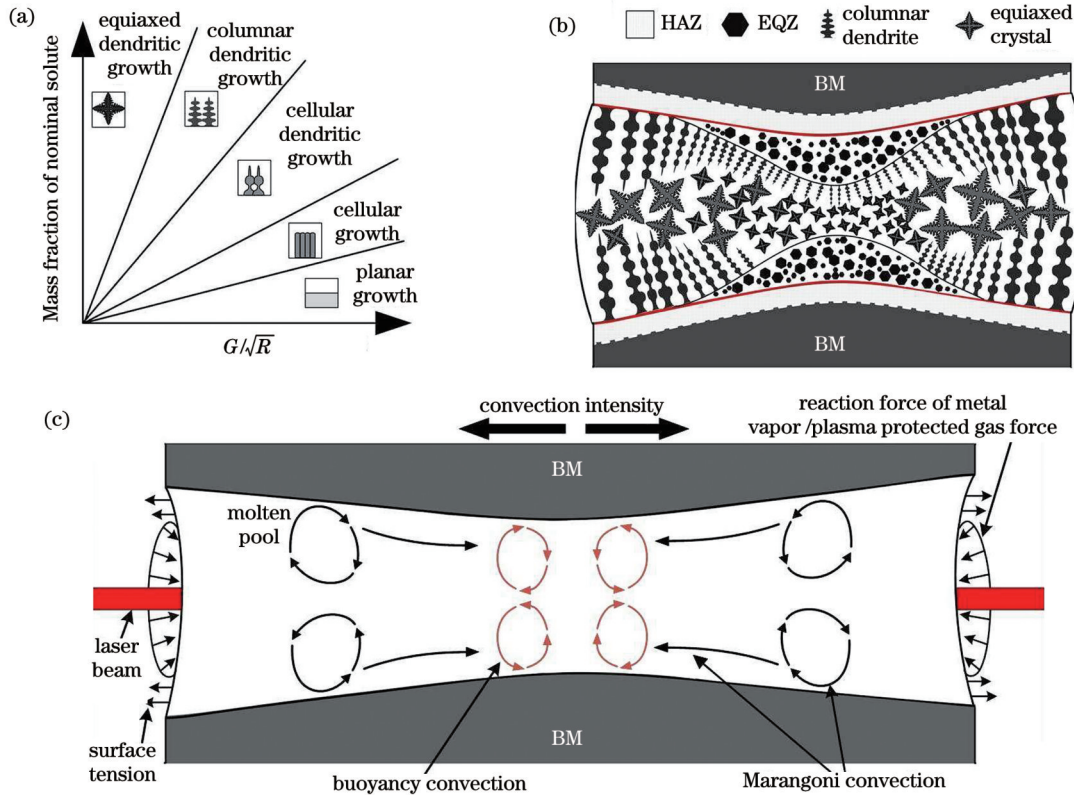 (a)
equiaxed
dendritic
growth
columnar
dendritic
growth
cellular
dendritic
growth
cellular
growth
planar
growth
Mass fraction of nominal solute
G/√R
(b)
HAZ
EQZ
columnar
dendrite
equiaxed
crystal
BM
BM
(c)
convection intensity
reaction force of metal
vapor /plasma protected gas force
BM
molten
pool
laser
beam
surface
tension
BM
buoyancy convection
Marangoni convection